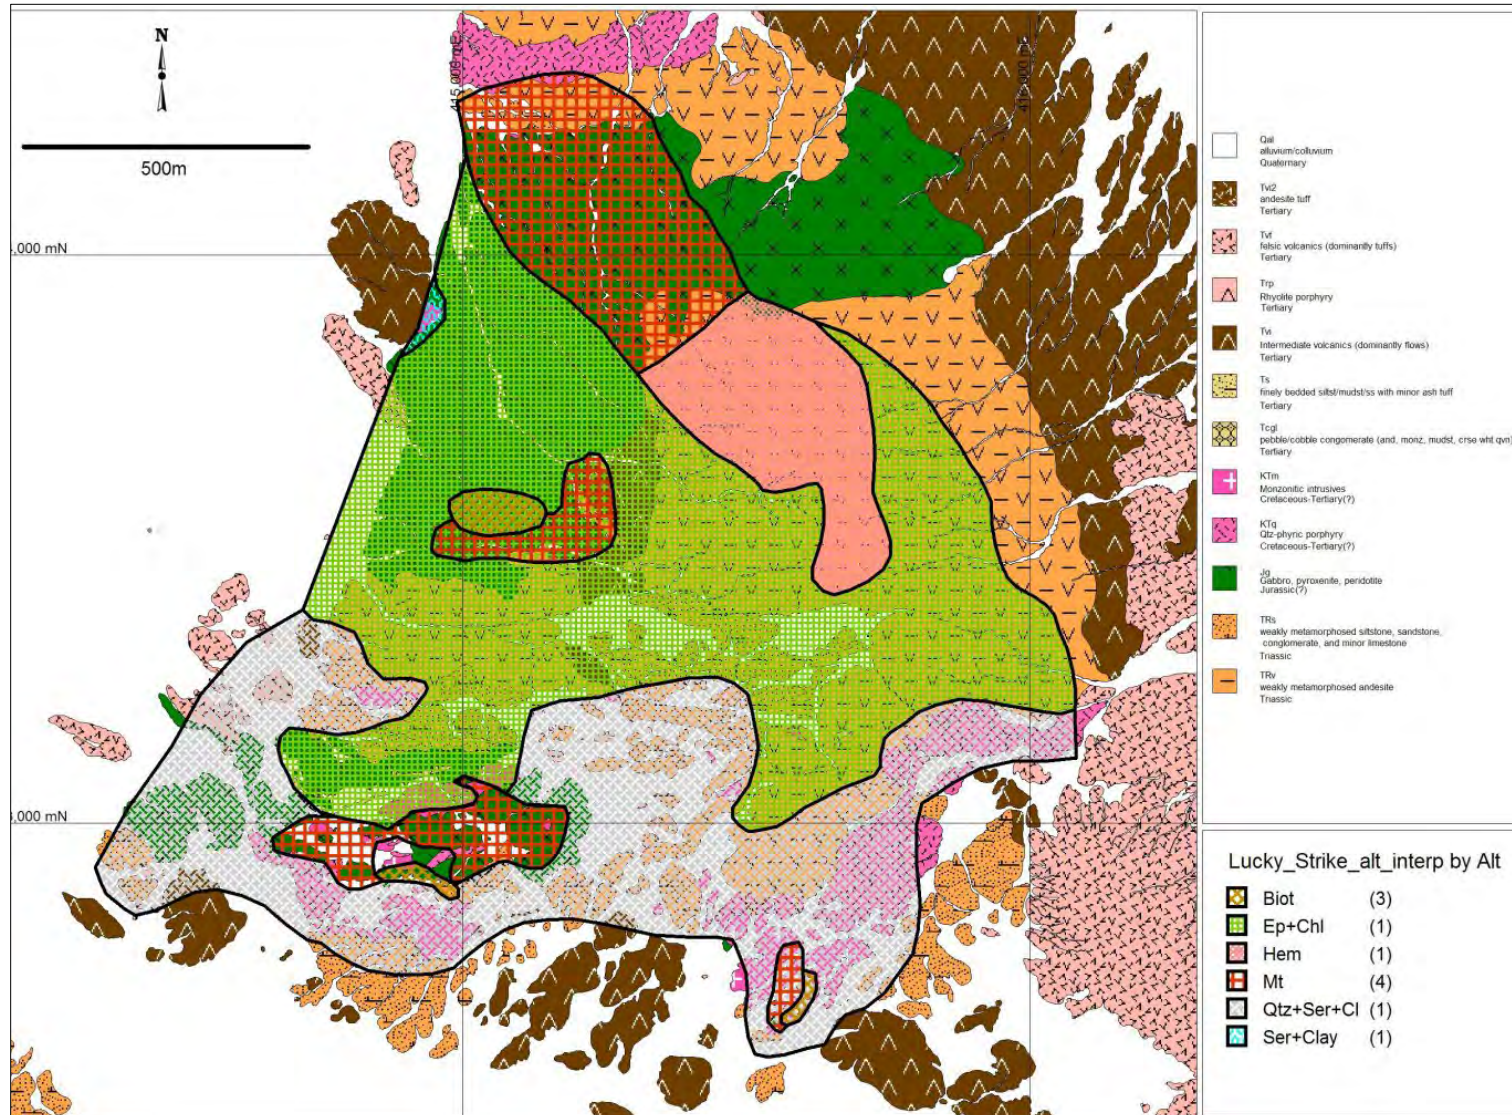 N
500m
415,000 mE
,000 mN
,000 mN
Qal
alluvium/colluvium
Quaternary
Tvi2
andesite tuff
Tertiary
Tvf
felsic volcanics (dominantly tuffs)
Tertiary
Trp
Rhyolite porphyry
Tertiary
Tvi
Intermediate volcanics (dominantly flows)
Tertiary
Ts
finely bedded siltst/mudst/ss with minor ash tuff
Tertiary
Tcgl
pebble/cobble congomerate (and, monz, mudst, crse wht qvn)
Tertiary
KTm
Monzonitic intrusives
Cretaceous-Tertiary(?)
KTq
Qtz-phyric porphyry
Cretaceous-Tertiary(?)
Jg
Gabbro, pyroxenite, peridotite
Jurassic(?)
TRs
weakly metamorphosed siltstone, sandstone,
conglomerate, and minor limestone
Triassic
TRv
weakly metamorphosed andesite
Triassic
Lucky_Strike_alt_interp by Alt
Biot (3)
Ep+Chl (1)
Hem (1)
Mt (4)
Qtz+Ser+Cl (1)
Ser+Clay (1)